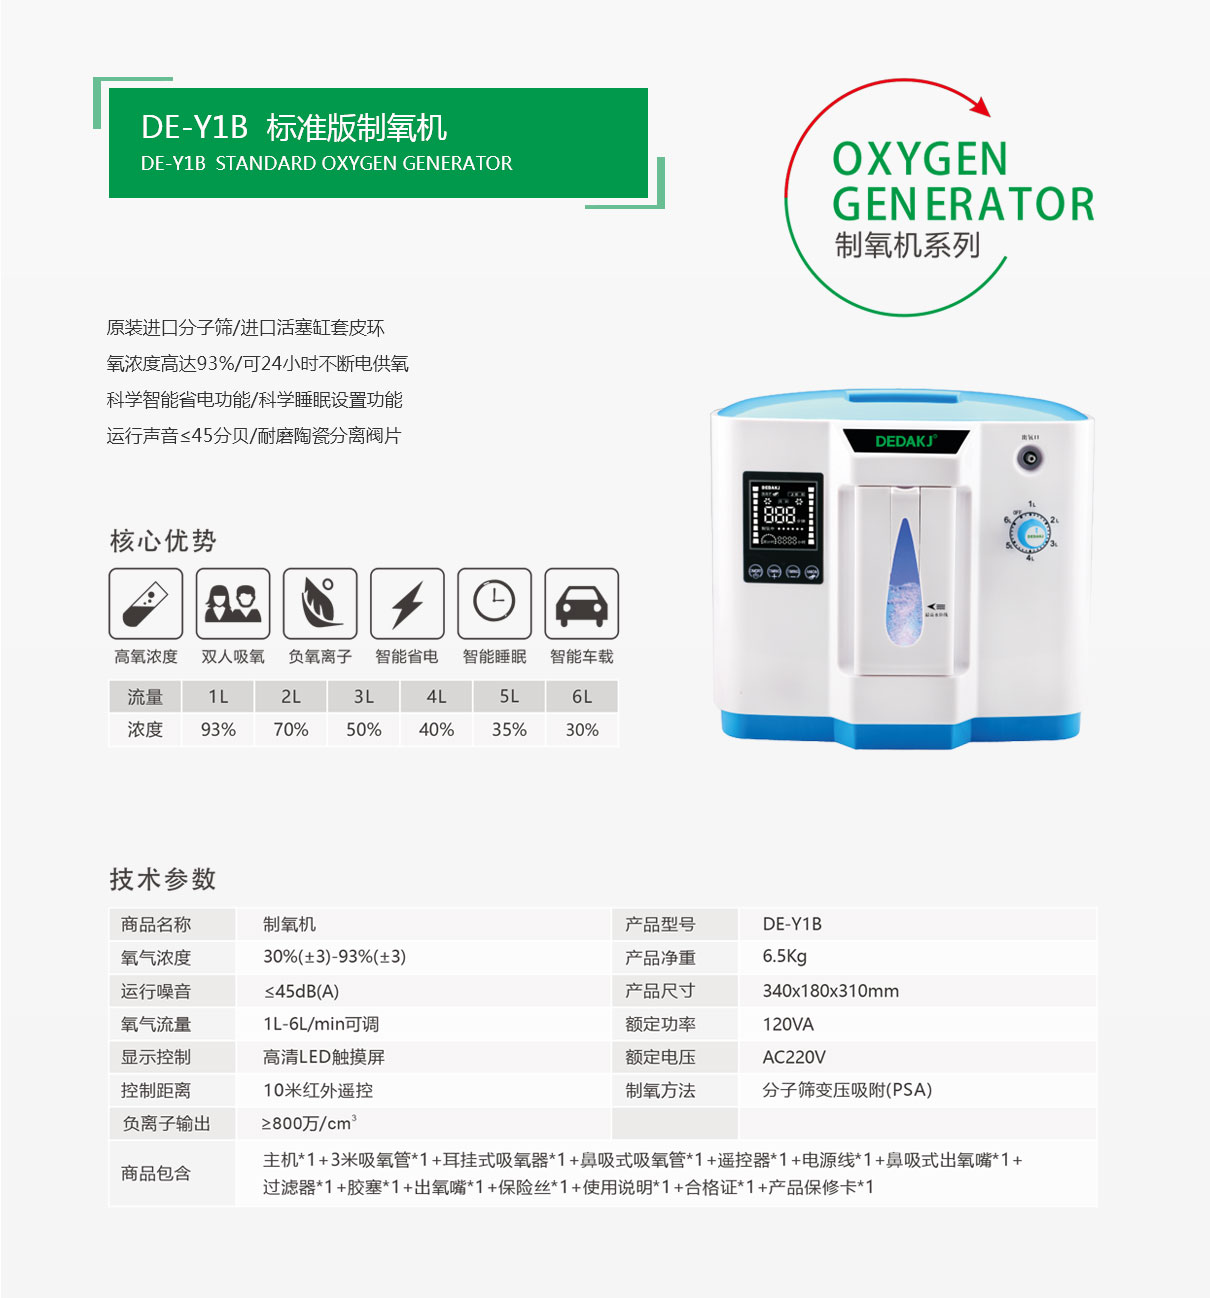 DE-Y1B 标准版制氧机
DE-Y1B STANDARD OXYGEN GENERATOR
OXYGEN
GENERATOR
制氧机系列
原装进口分子筛/进口活塞缸套皮环
氧浓度高达93%/可24小时不断电供氧
科学智能省电功能/科学睡眠设置功能
运行声音≤45分贝/耐磨陶瓷分离阀片
DEDAKJ®
出氧口
DEDAKJ
888
OFF 1L 2L 3L 4L 5L 6L
DEDAKJ
核心优势
高氧浓度 双人吸氧 负氧离子 智能省电 智能睡眠 智能车载
流量 1L 2L 3L 4L 5L 6L
浓度 93% 70% 50% 40% 35% 30%
技术参数
商品名称 制氧机 产品型号 DE-Y1B
氧气浓度 30%(±3)-93%(±3) 产品净重 6.5Kg
运行噪音 ≤45dB(A) 产品尺寸 340x180x310mm
氧气流量 1L-6L/min可调 额定功率 120VA
显示控制 高清LED触摸屏 额定电压 AC220V
控制距离 10米红外遥控 制氧方法 分子筛变压吸附(PSA)
负离子输出 ≥800万/cm³
商品包含 主机*1+3米吸氧管*1+耳挂式吸氧器*1+鼻吸式吸氧管*1+遥控器*1+电源线*1+鼻吸式出氧嘴*1+
过滤器*1+胶塞*1+出氧嘴*1+保险丝*1+使用说明*1+合格证*1+产品保修卡*1